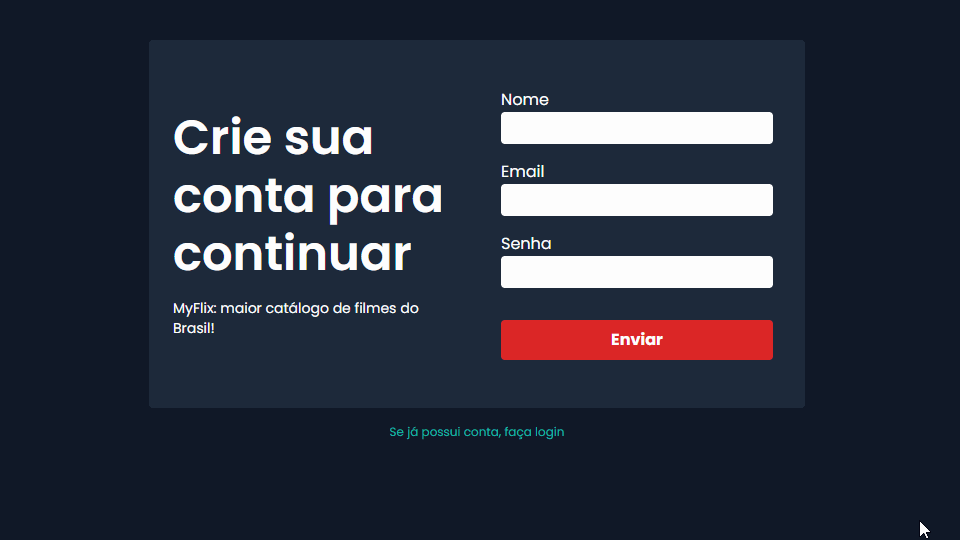 Crie sua
conta para
continuar
MyFlix: maior catálogo de filmes do
Brasil!
Nome
Email
Senha
Enviar
Se já possui conta, faça login